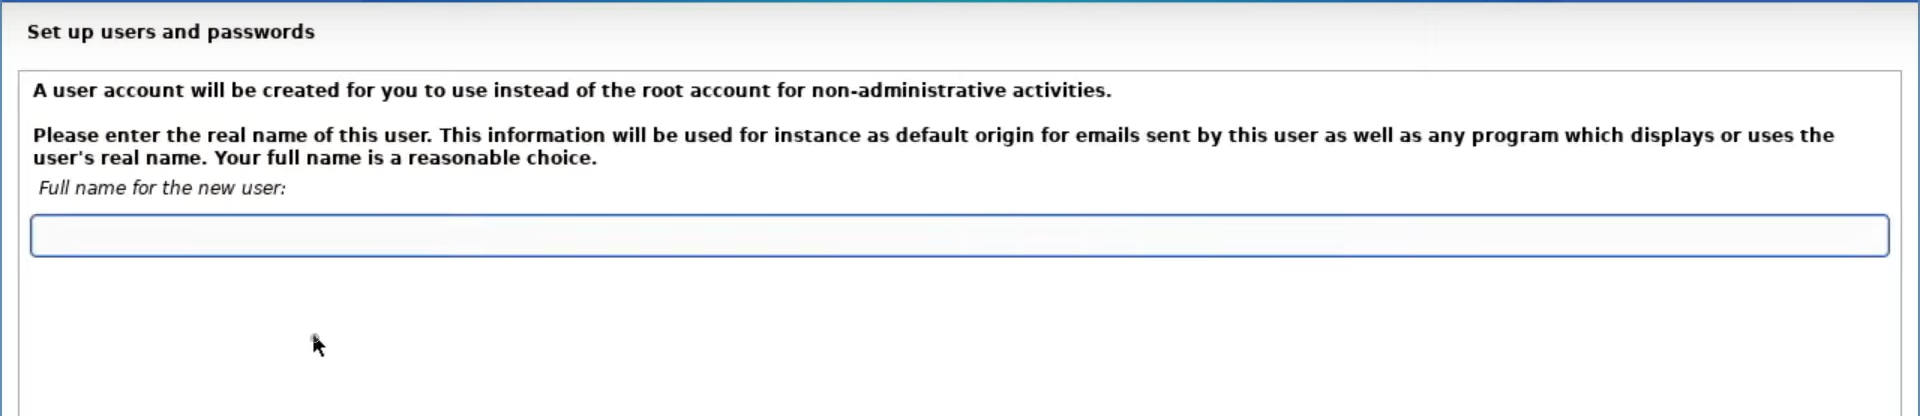 Set up users and passwords
A user account will be created for you to use instead of the root account for non-administrative activities.
Please enter the real name of this user. This information will be used for instance as default origin for emails sent by this user as well as any program which displays or uses the
user's real name. Your full name is a reasonable choice.
Full name for the new user: